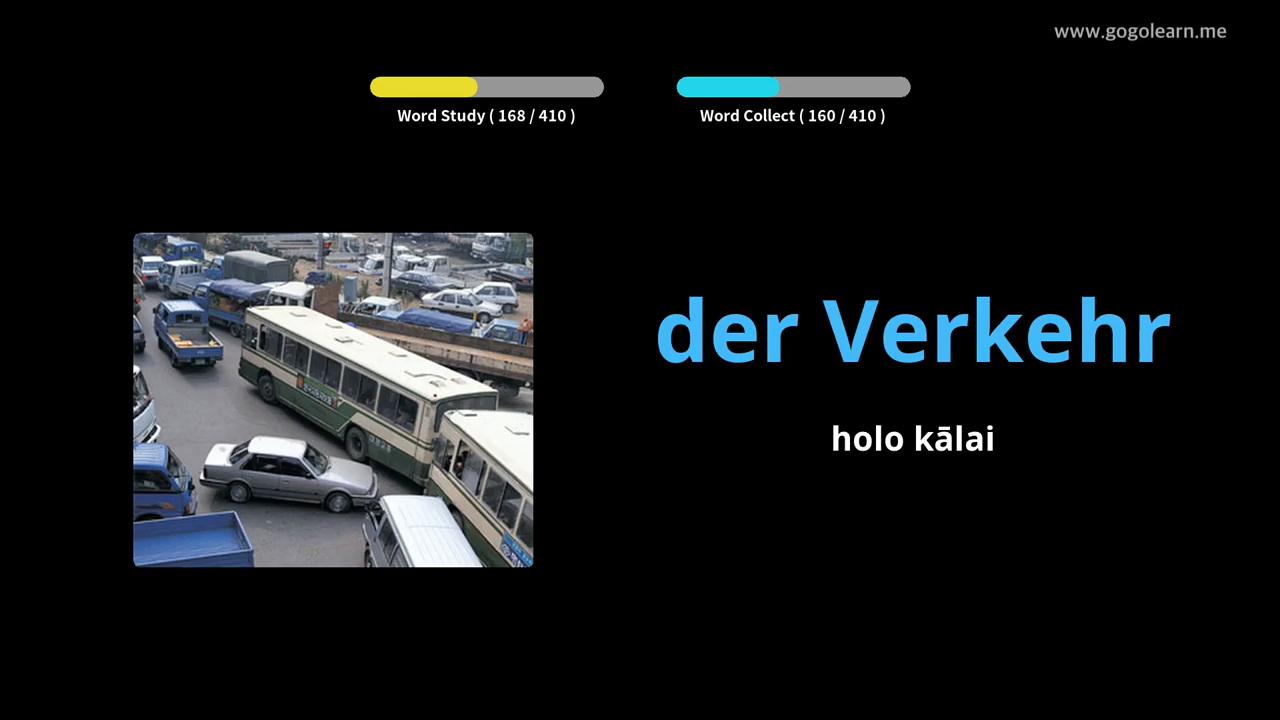 www.gogolearn.me
Word Study ( 168 / 410 )
Word Collect ( 160 / 410 )
der Verkehr
holo kālai